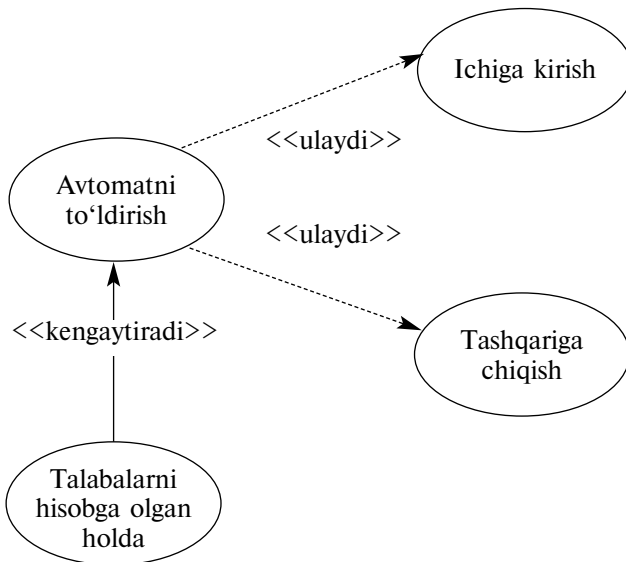 Ichiga kirish
<<ulaydi>>
Avtomatni
to‘ldirish
<<ulaydi>>
<<kengaytiradi>>
Tashqariga
chiqish
Talabalarni
hisobga olgan
holda